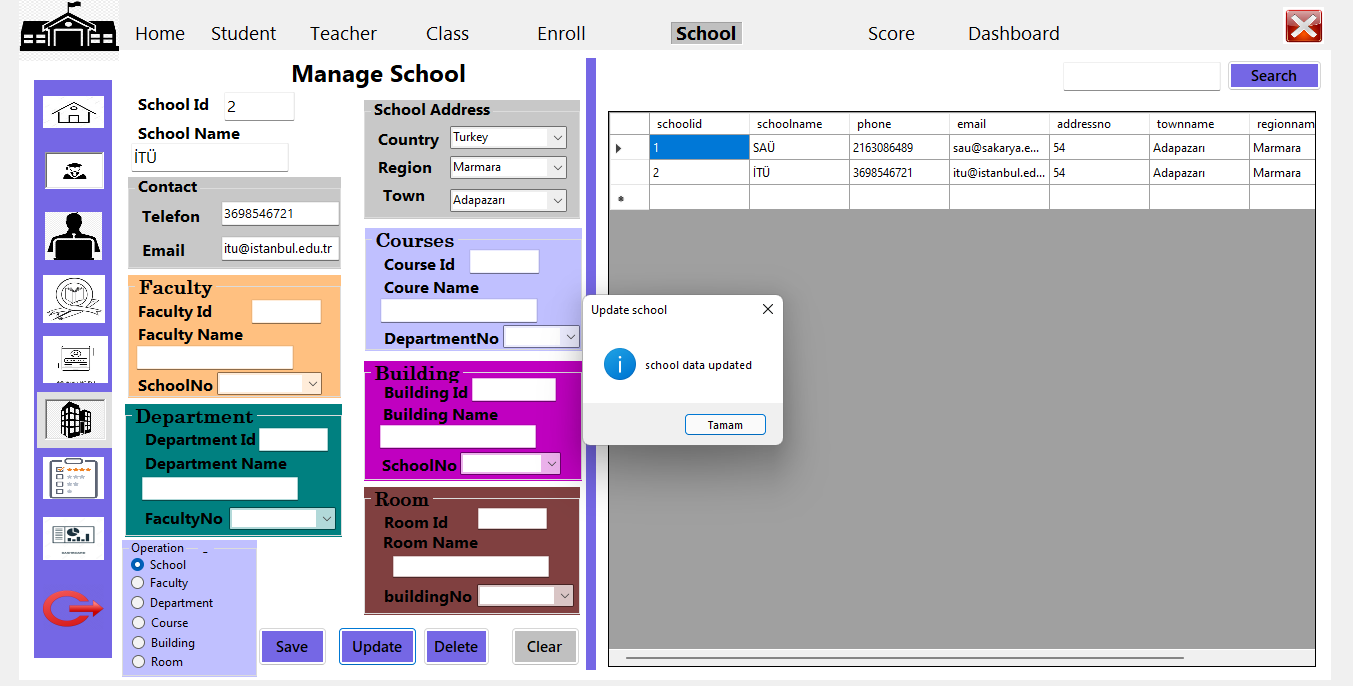 Home Student Teacher Class Enroll School Score Dashboard
Manage School
Search
School Id 2
School Name
İTÜ
Contact
Telefon 3698546721
Email itu@istanbul.edu.tr
School Address
Country Turkey
Region Marmara
Town Adapazarı
Faculty
Faculty Id
Faculty Name
SchoolNo
Courses
Course Id
Coure Name
DepartmentNo
Department
Department Id
Department Name
FacultyNo
Building
Building Id
Building Name
SchoolNo
Room
Room Id
Room Name
buildingNo
Operation
School
Faculty
Department
Course
Building
Room
Save Update Delete Clear
schoolid schoolname phone email addressno townname regionnam
1 SAÜ 2163086489 sau@sakarya.e... 54 Adapazarı Marmara
2 İTÜ 3698546721 itu@istanbul.ed... 54 Adapazarı Marmara
Update school
school data updated
Tamam